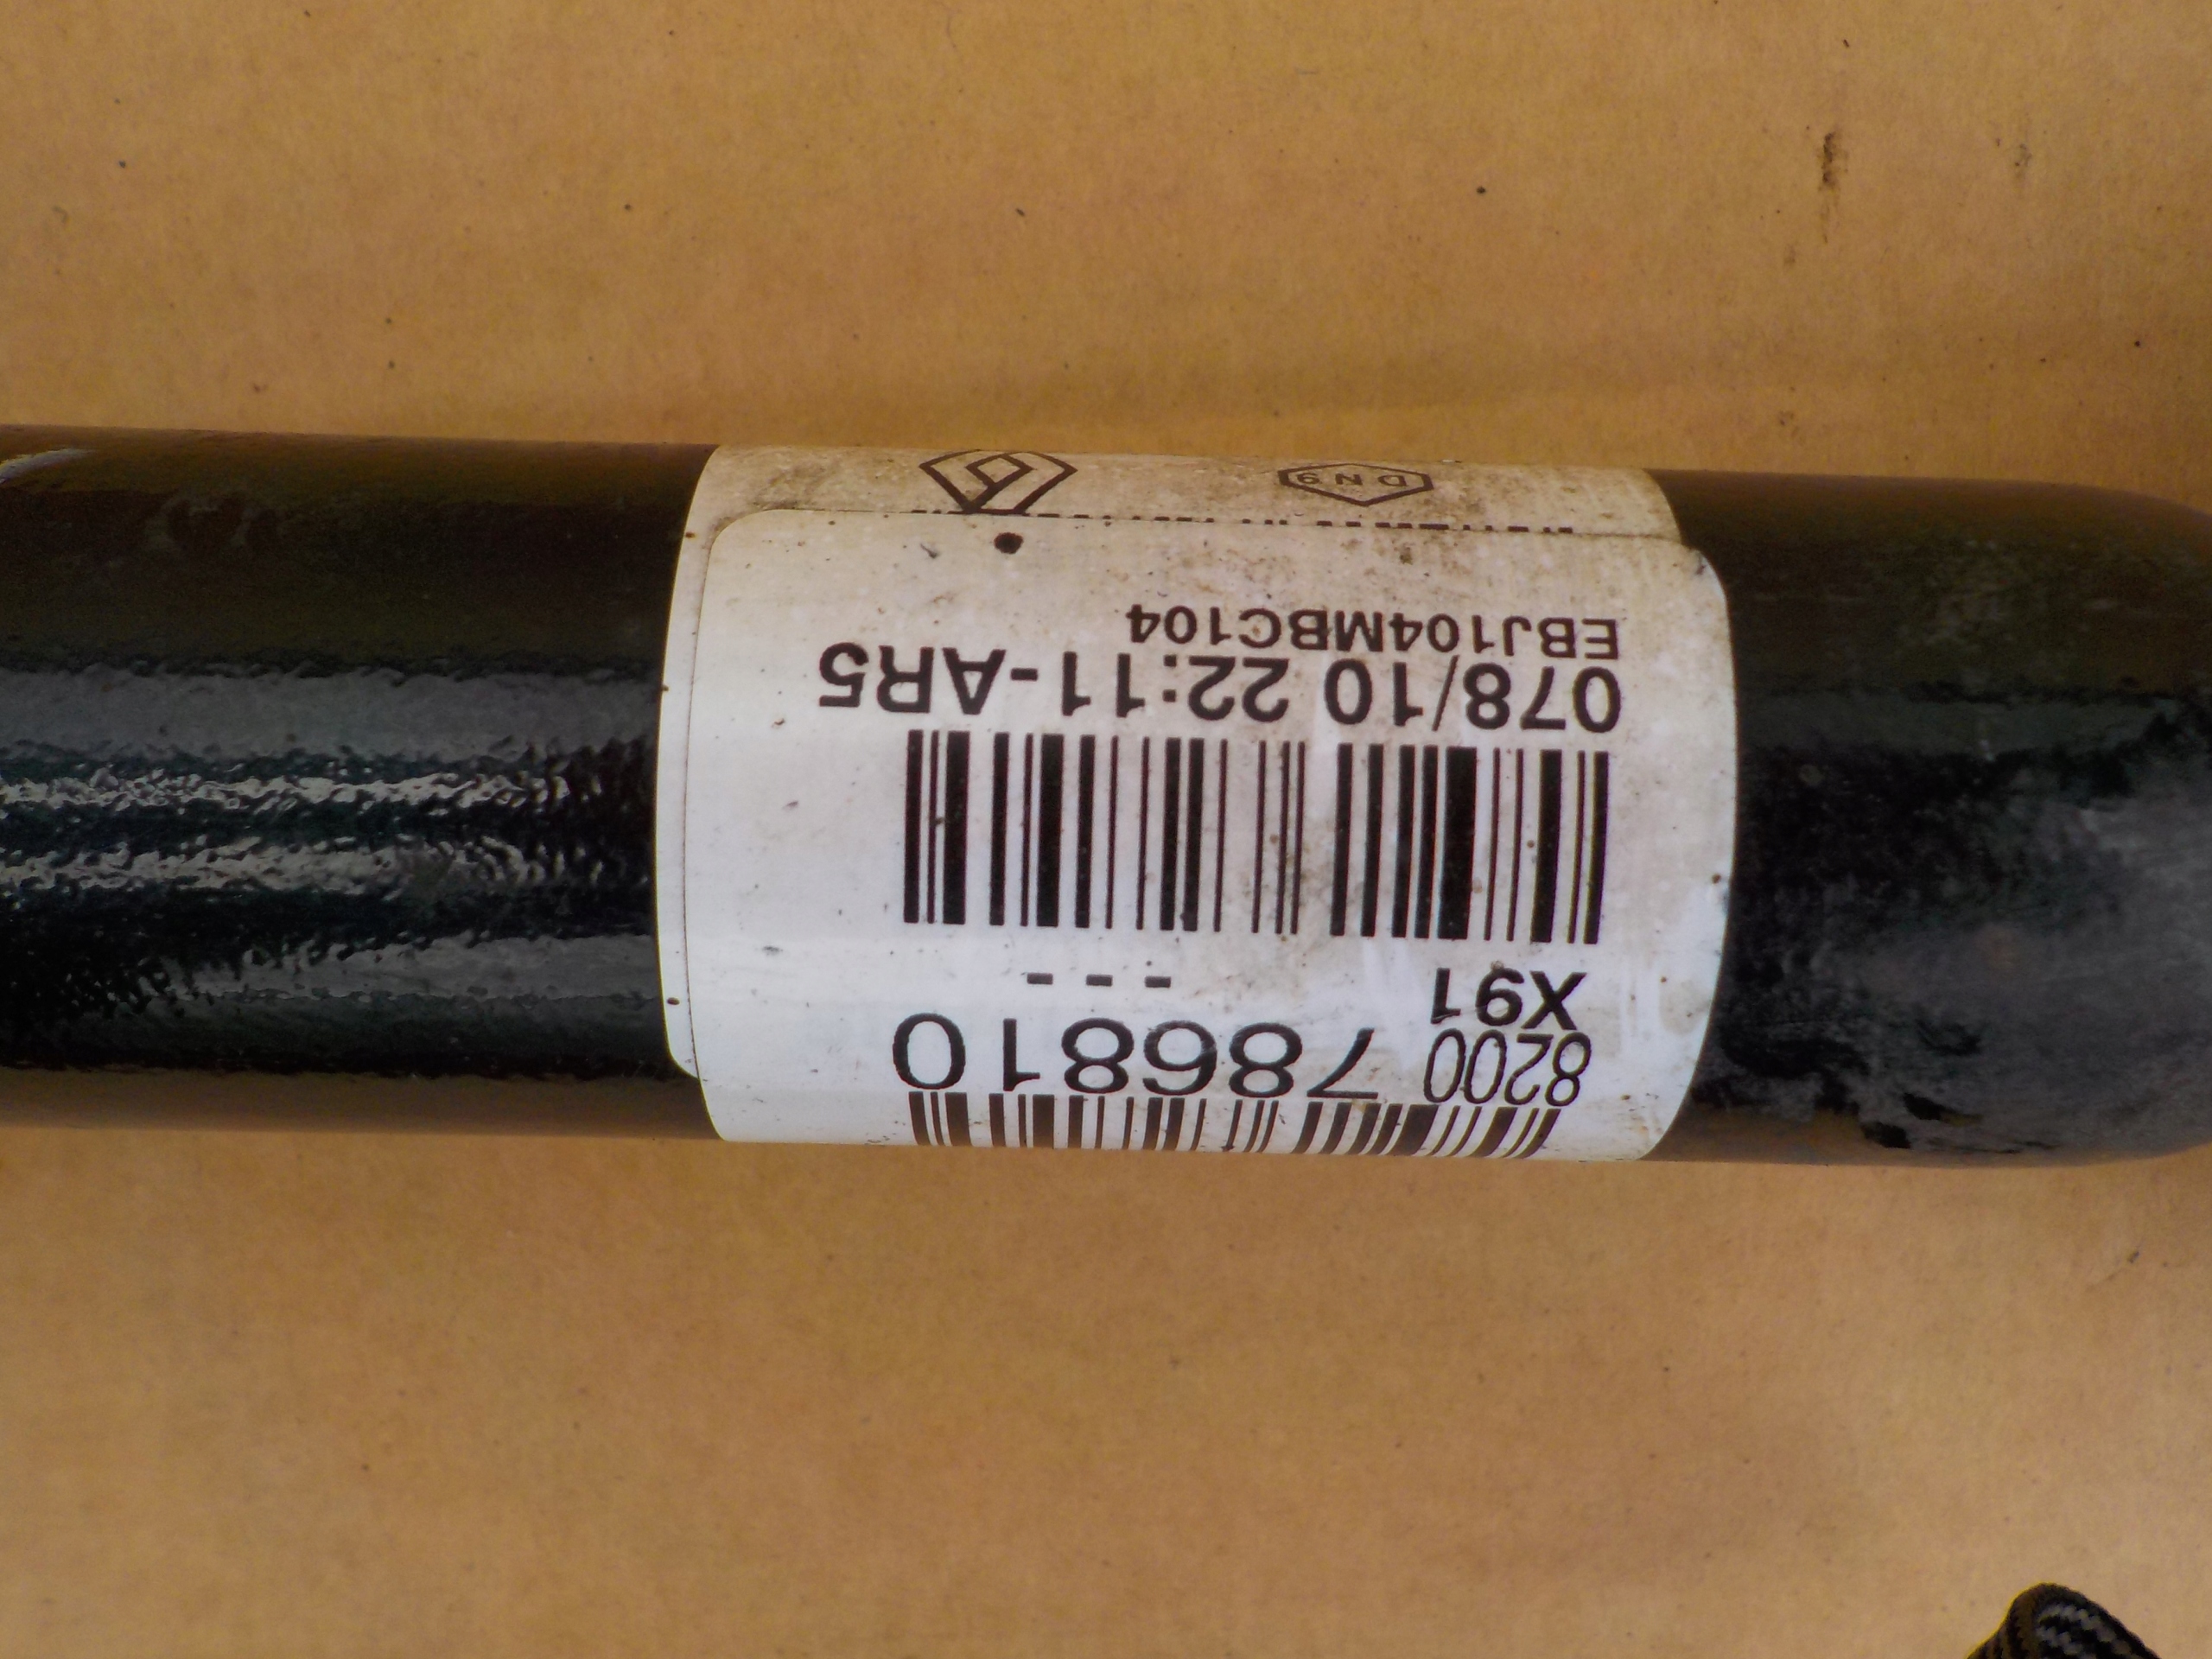 8200 786810
X91 ---
078/10 22:11-AR5
EBJ104MBC104
DN9